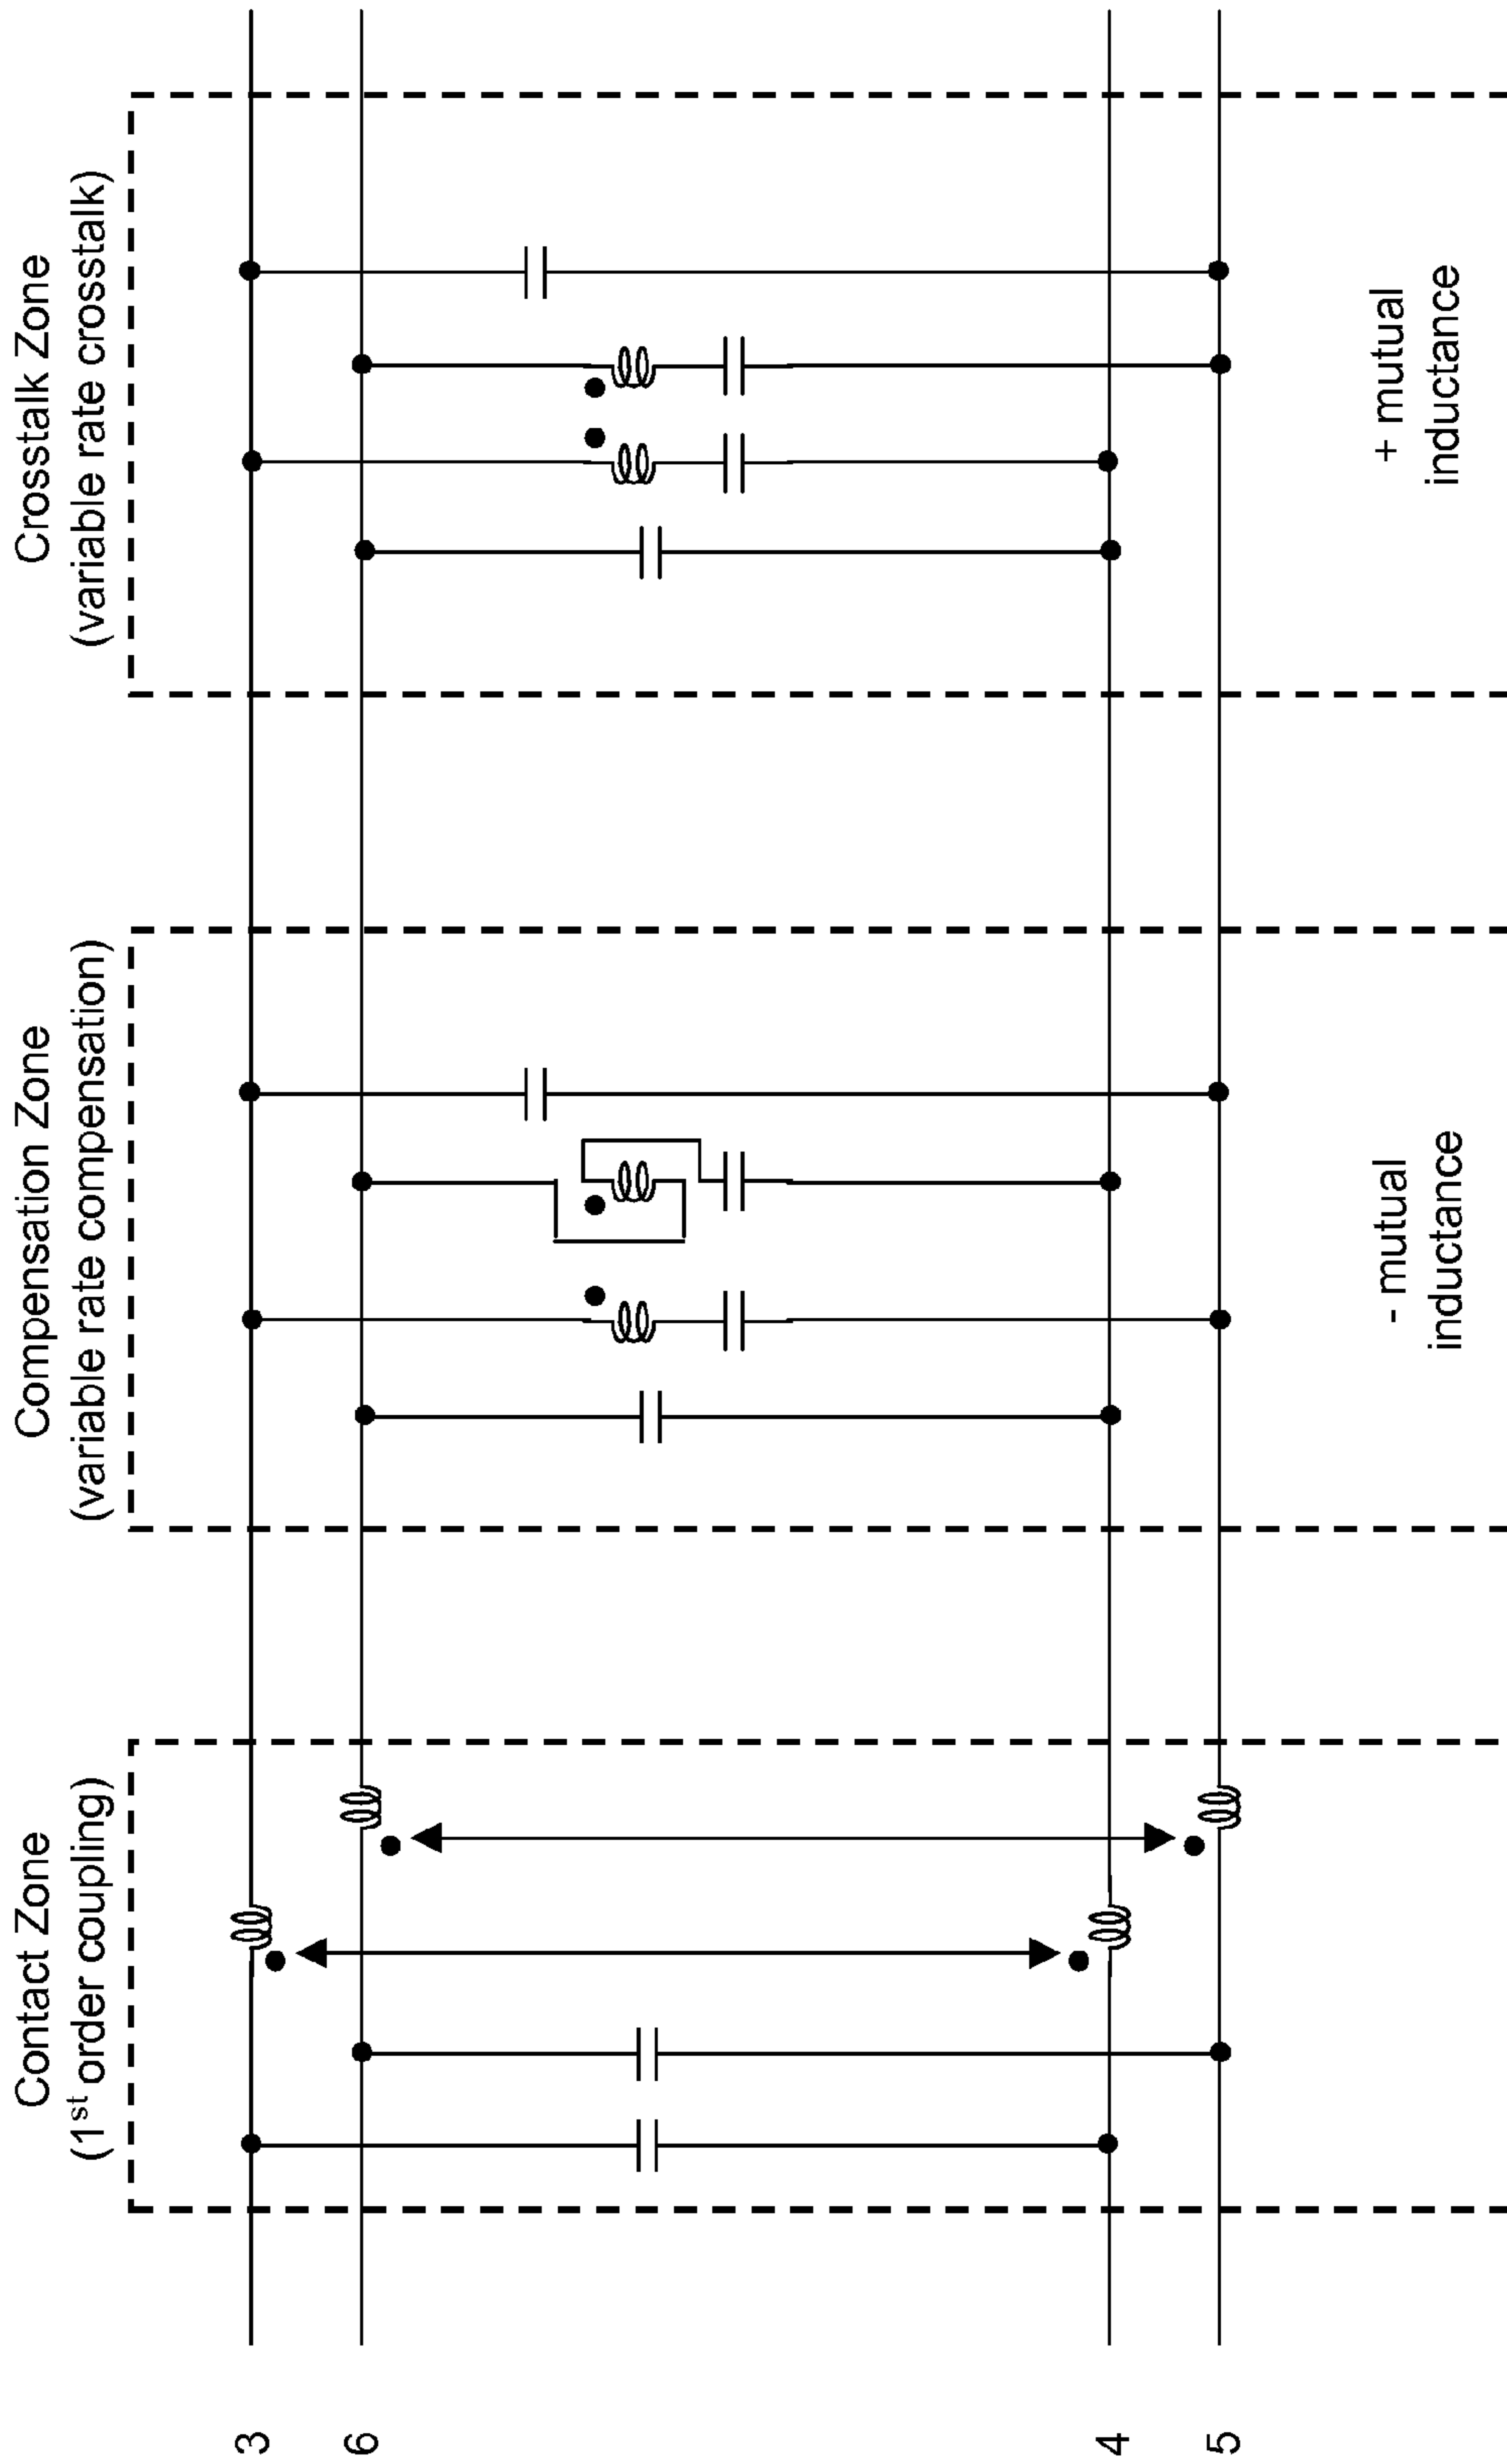 Contact Zone
(1st order coupling)
Compensation Zone
(variable rate compensation)
Crosstalk Zone
(variable rate crosstalk)
3
6
4
5
- mutual
inductance
+ mutual
inductance